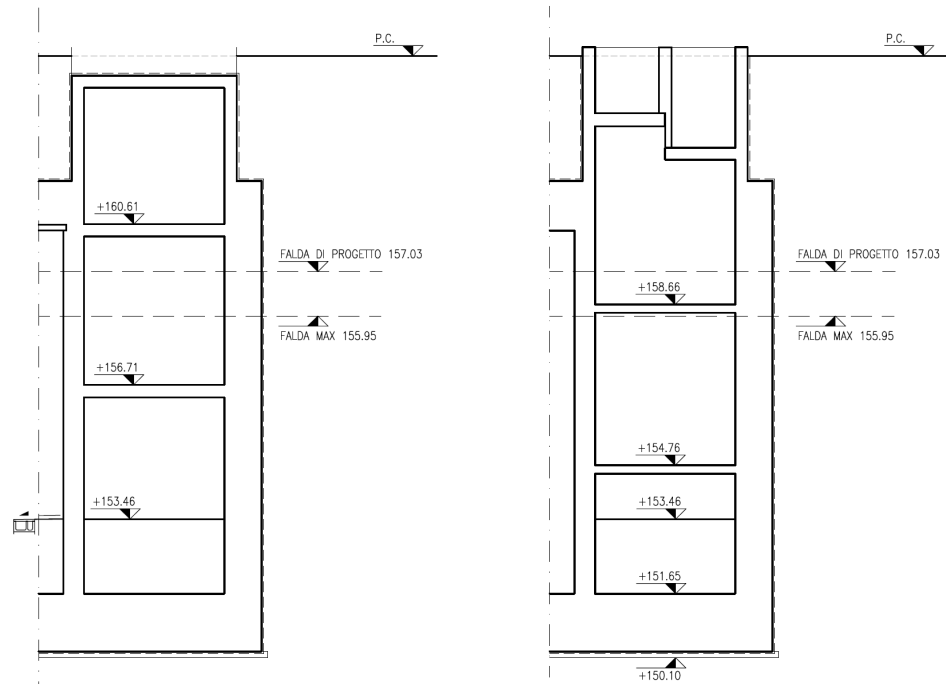 P.C.
+160.61
FALDA DI PROGETTO 157.03
FALDA MAX 155.95
+156.71
+153.46
P.C.
FALDA DI PROGETTO 157.03
+158.66
FALDA MAX 155.95
+154.76
+153.46
+151.65
+150.10